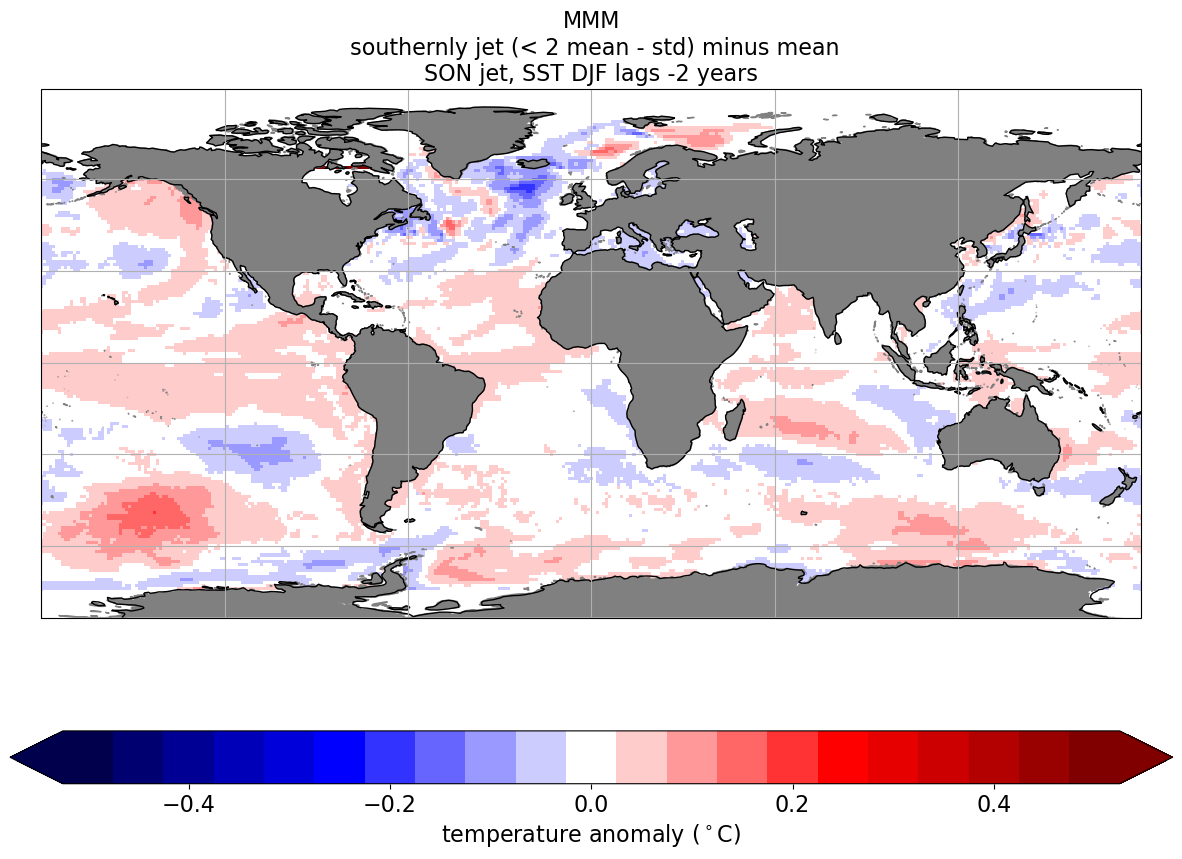 MMM
southernly jet (< 2 mean - std) minus mean
SON jet, SST DJF lags -2 years
−0.4 −0.2 0.0 0.2 0.4
temperature anomaly (°C)